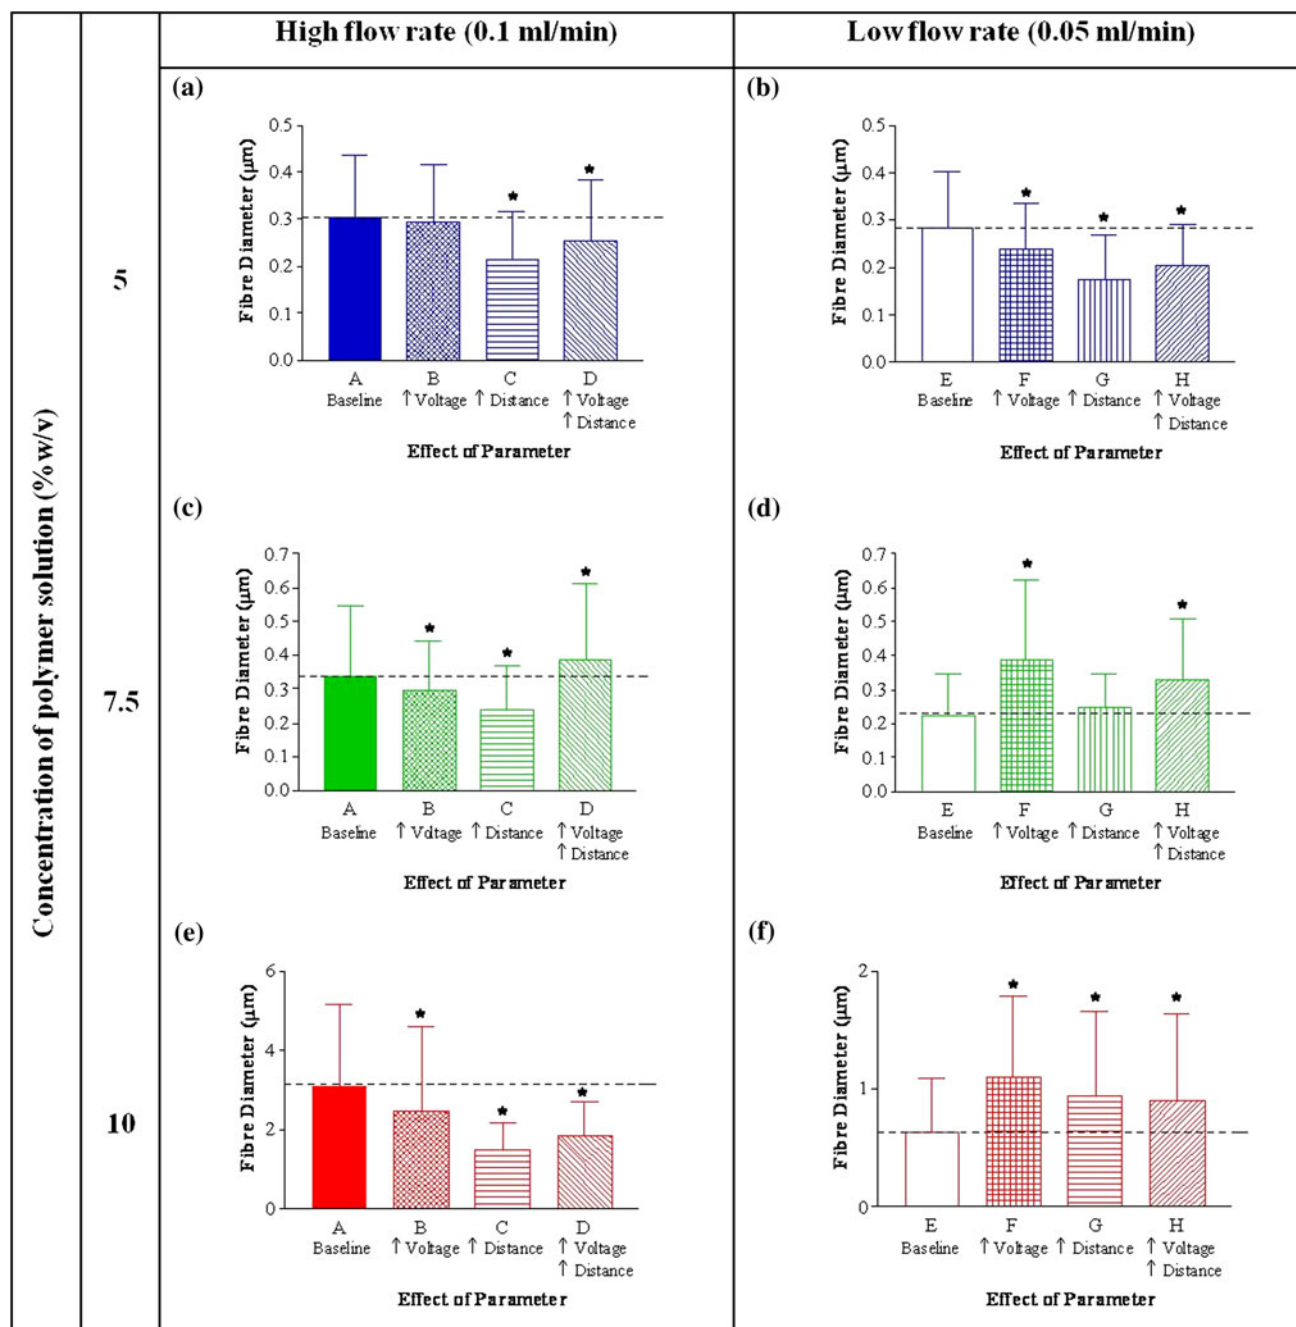 High flow rate (0.1 ml/min)
Low flow rate (0.05 ml/min)
Concentration of polymer solution (% w/v)
5
(a)
Fibre Diameter (μm)
0.5
0.4
0.3
0.2
0.1
0.0
★
★
A
B
C
D
Baseline
↑ Voltage
↑ Distance
↑ Voltage
↑ Distance
Effect of Parameter
(b)
Fibre Diameter (μm)
0.5
0.4
0.3
0.2
0.1
0.0
★
★
★
E
F
G
H
Baseline
↑ Voltage
↑ Distance
↑ Voltage
↑ Distance
Effect of Parameter
7.5
(c)
Fibre Diameter (μm)
0.7
0.6
0.5
0.4
0.3
0.2
0.1
0.0
★
★
★
A
B
C
D
Baseline
↑ Voltage
↑ Distance
↑ Voltage
↑ Distance
Effect of Parameter
(d)
Fibre Diameter (μm)
0.7
0.6
0.5
0.4
0.3
0.2
0.1
0.0
★
★
E
F
G
H
Baseline
↑ Voltage
↑ Distance
↑ Voltage
↑ Distance
Effect of Parameter
10
(e)
Fibre Diameter (μm)
6
4
2
0
★
★
★
A
B
C
D
Baseline
↑ Voltage
↑ Distance
↑ Voltage
↑ Distance
Effect of Parameter
(f)
Fibre Diameter (μm)
2
1
0
★
★
★
E
F
G
H
Baseline
↑ Voltage
↑ Distance
↑ Voltage
↑ Distance
Effect of Parameter